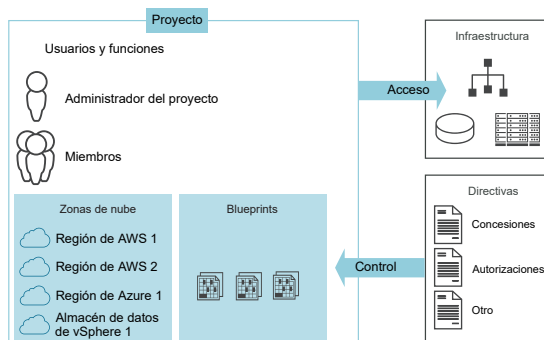 Proyecto
Usuarios y funciones
Administrador del proyecto
Miembros
Zonas de nube
Región de AWS 1
Región de AWS 2
Región de Azure 1
Almacén de datos
de vSphere 1
Blueprints
Acceso
Infraestructura
Control
Directivas
Concesiones
Autorizaciones
Otro